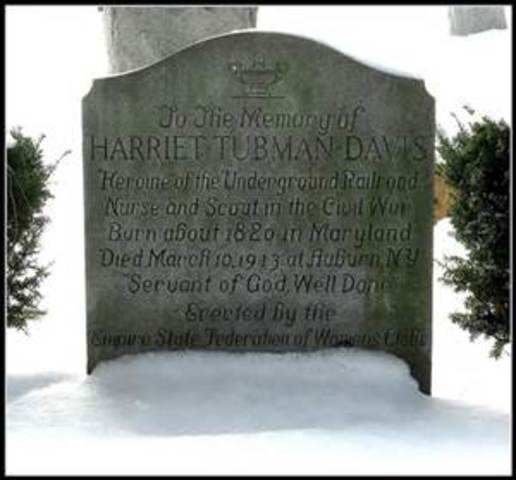 To The Memory of
HARRIET TUBMAN DAVIS
Heroine of the Underground Railroad
Nurse and Scout in the Civil War
Born about 1820 in Maryland
Died March 10, 1913 at Auburn, N.Y.
"Servant of God, Well Done"
Erected by the
Empire State Federation of Women's Clubs